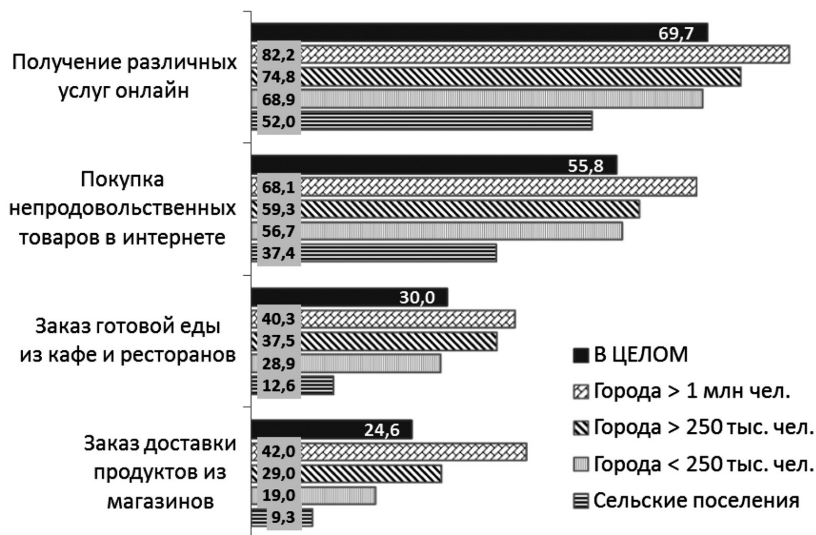 Получение различных
услуг онлайн
69,7
82,2
74,8
68,9
52,0
Покупка
непродовольственных
товаров в интернете
55,8
68,1
59,3
56,7
37,4
Заказ готовой еды
из кафе и ресторанов
30,0
40,3
37,5
28,9
12,6
Заказ доставки
продуктов из
магазинов
24,6
42,0
29,0
19,0
9,3
В ЦЕЛОМ
Города > 1 млн чел.
Города > 250 тыс. чел.
Города < 250 тыс. чел.
Сельские поселения